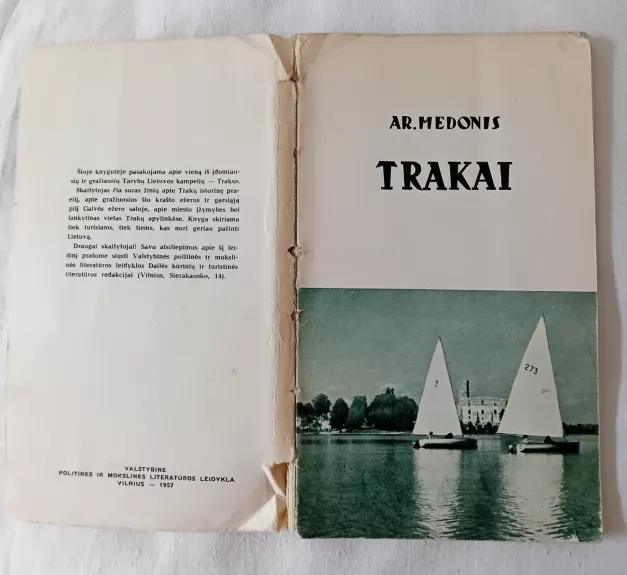 Šioje knygutėje pasakojama apie vieną iš įdomiau-
sių ir gražiausių Tarybų Lietuvos kampelių — Trakus.
Skaitytojas čia suras žinių apie Trakų istorinę pra-
eitį, apie gražiuosius šio krašto ežerus ir garsiąją
pilį Galvės ežero saloje, apie miesto įžymybes bei
lankytinas vietas Trakų apylinkėse. Knyga skiriama
tiek turistams, tiek tiems, kas nori geriau pažinti
Lietuvą.
Draugai skaitytojai! Savo atsiliepimus apie šį lei-
dinį prašome siųsti Valstybinės politinės ir moksli-
nės literatūros leidyklos Dailės kūrinių ir turistinės
literatūros redakcijai (Vilnius, Sierakausko, 14).
VALSTYBINĖ
POLITINĖS IR MOKSLINĖS LITERATŪROS LEIDYKLA
VILNIUS — 1957
AR. MEDONIS
TRAKAI
9
273